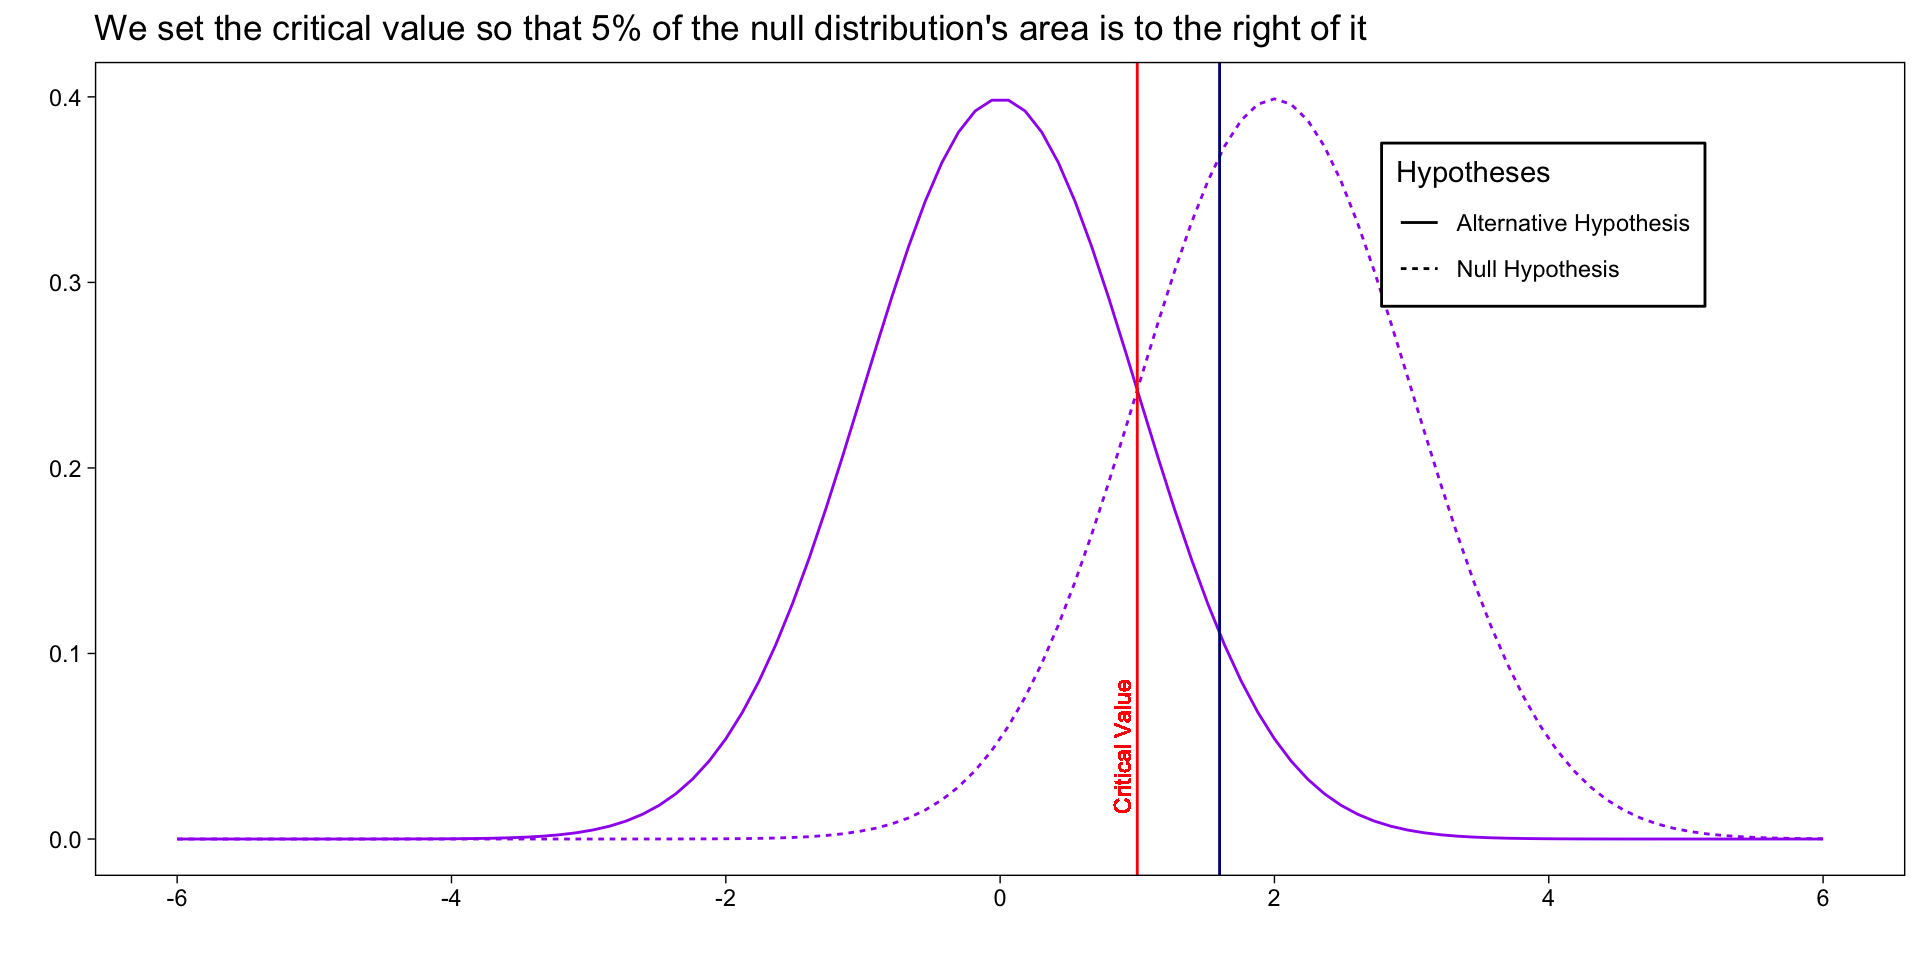 We set the critical value so that 5% of the null distribution's area is to the right of it
0.4
0.3
0.2
0.1
0.0
Hypotheses
Alternative Hypothesis
Null Hypothesis
Critical Value
-6 -4 -2 0 2 4 6